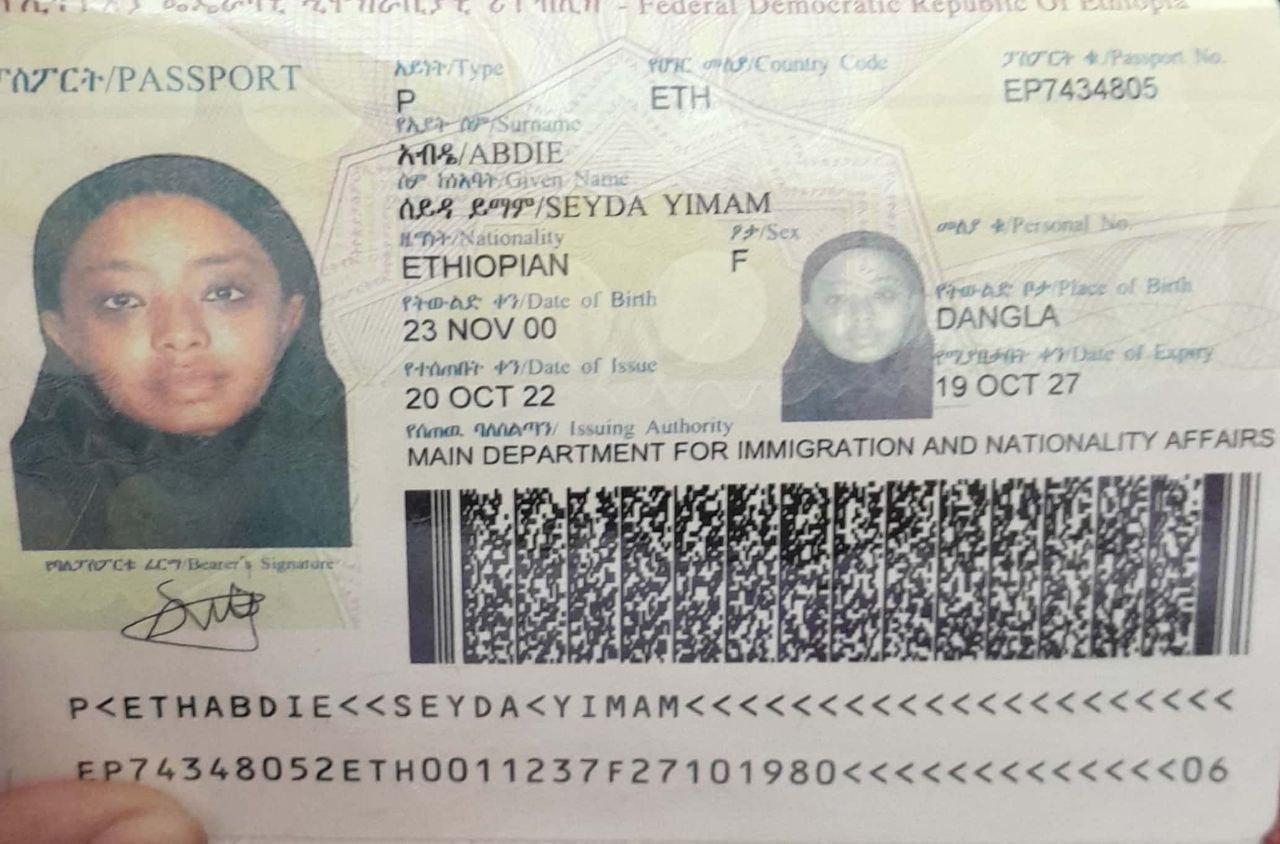 - Federal Democratic Republic Of Ethiopia
ፓስፖርት/PASSPORT
አይነት/Type
P
የሀገር መለያ/Country Code
ETH
ፓስፖርት ቁ./Passport No.
EP7434805
የአያት ስም/Surname
አብዴ/ABDIE
ስም ከነአባት/Given Name
ሰይዳ ይማም/SEYDA YIMAM
ዜግነት/Nationality
ETHIOPIAN
ፆታ/Sex
F
መለያ ቁ/Personal No.
የትውልድ ቀን/Date of Birth
23 NOV 00
የትውልድ ቦታ/Place of Birth
DANGLA
የተሰጠበት ቀን/Date of Issue
20 OCT 22
የሚያበቃበት ቀን/Date of Expiry
19 OCT 27
የሰጠው ባለስልጣን/ Issuing Authority
MAIN DEPARTMENT FOR IMMIGRATION AND NATIONALITY AFFAIRS
የባለፓስፖርቱ ፊርማ/Bearer's Signature
P<ETHABDIE<<SEYDA<YIMAM<<<<<<<<<<<<<<<<<<<<<
EP74348052ETH0011237F27101980<<<<<<<<<<<<<<06